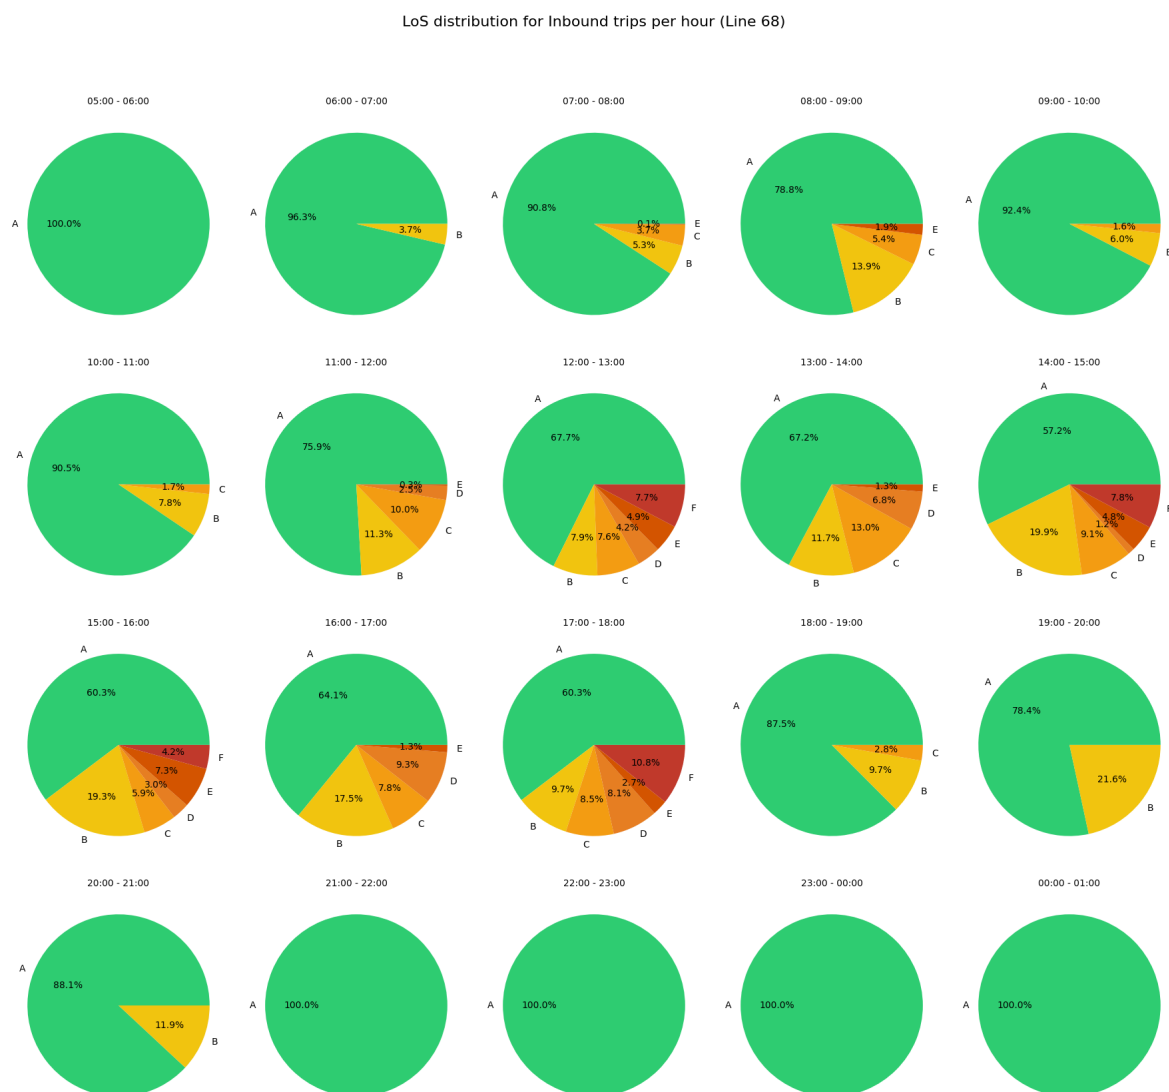 LoS distribution for Inbound trips per hour (Line 68)
05:00 - 06:00
A
100.0%
06:00 - 07:00
A
96.3%
3.7%
B
07:00 - 08:00
A
90.8%
0.1%
E
3.7%
C
5.3%
B
08:00 - 09:00
A
78.8%
1.9%
E
5.4%
C
13.9%
B
09:00 - 10:00
A
92.4%
1.6%
6.0%
10:00 - 11:00
A
90.5%
1.7%
C
7.8%
B
11:00 - 12:00
A
75.9%
0.3%
E
2.5%
D
10.0%
C
11.3%
B
12:00 - 13:00
A
67.7%
7.7%
F
4.9%
E
4.2%
D
7.6%
C
7.9%
B
13:00 - 14:00
A
67.2%
1.3%
E
6.8%
D
13.0%
C
11.7%
B
14:00 - 15:00
A
57.2%
7.8%
F
4.8%
E
1.2%
D
9.1%
C
19.9%
B
15:00 - 16:00
A
60.3%
4.2%
F
7.3%
E
3.0%
D
5.9%
C
19.3%
B
16:00 - 17:00
A
64.1%
1.3%
E
9.3%
D
7.8%
C
17.5%
B
17:00 - 18:00
A
60.3%
10.8%
F
2.7%
E
8.1%
D
8.5%
C
9.7%
B
18:00 - 19:00
A
87.5%
2.8%
C
9.7%
B
19:00 - 20:00
A
78.4%
21.6%
B
20:00 - 21:00
A
88.1%
11.9%
B
21:00 - 22:00
A
100.0%
22:00 - 23:00
A
100.0%
23:00 - 00:00
A
100.0%
00:00 - 01:00
A
100.0%